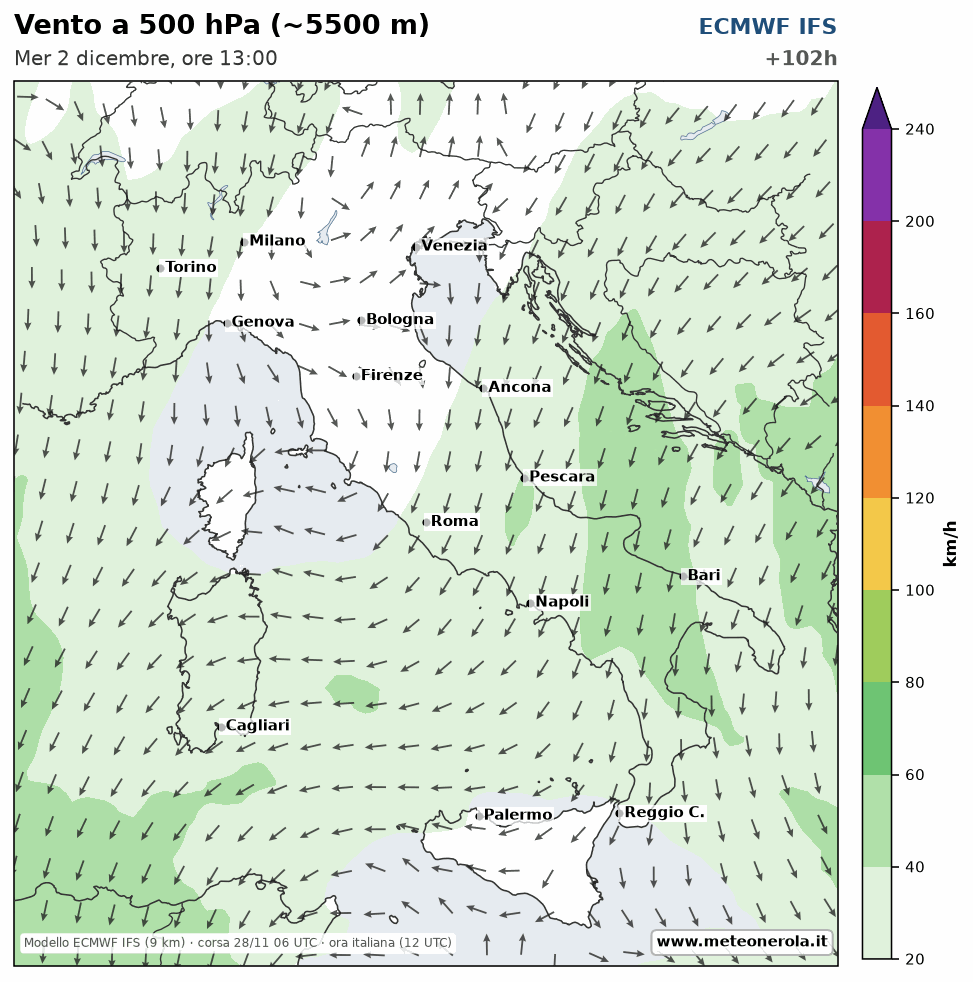 Vento a 500 hPa (~5500 m)
ECMWF IFS
Mer 2 dicembre, ore 13:00
+102h
Milano
Venezia
Torino
Genova
Bologna
Firenze
Ancona
Pescara
Roma
Bari
Napoli
Cagliari
Palermo
Reggio C.
Modello ECMWF IFS (9 km) · corsa 28/11 06 UTC · ora italiana (12 UTC)
www.meteonerola.it
240
200
160
140
120
100
80
60
40
20
km/h